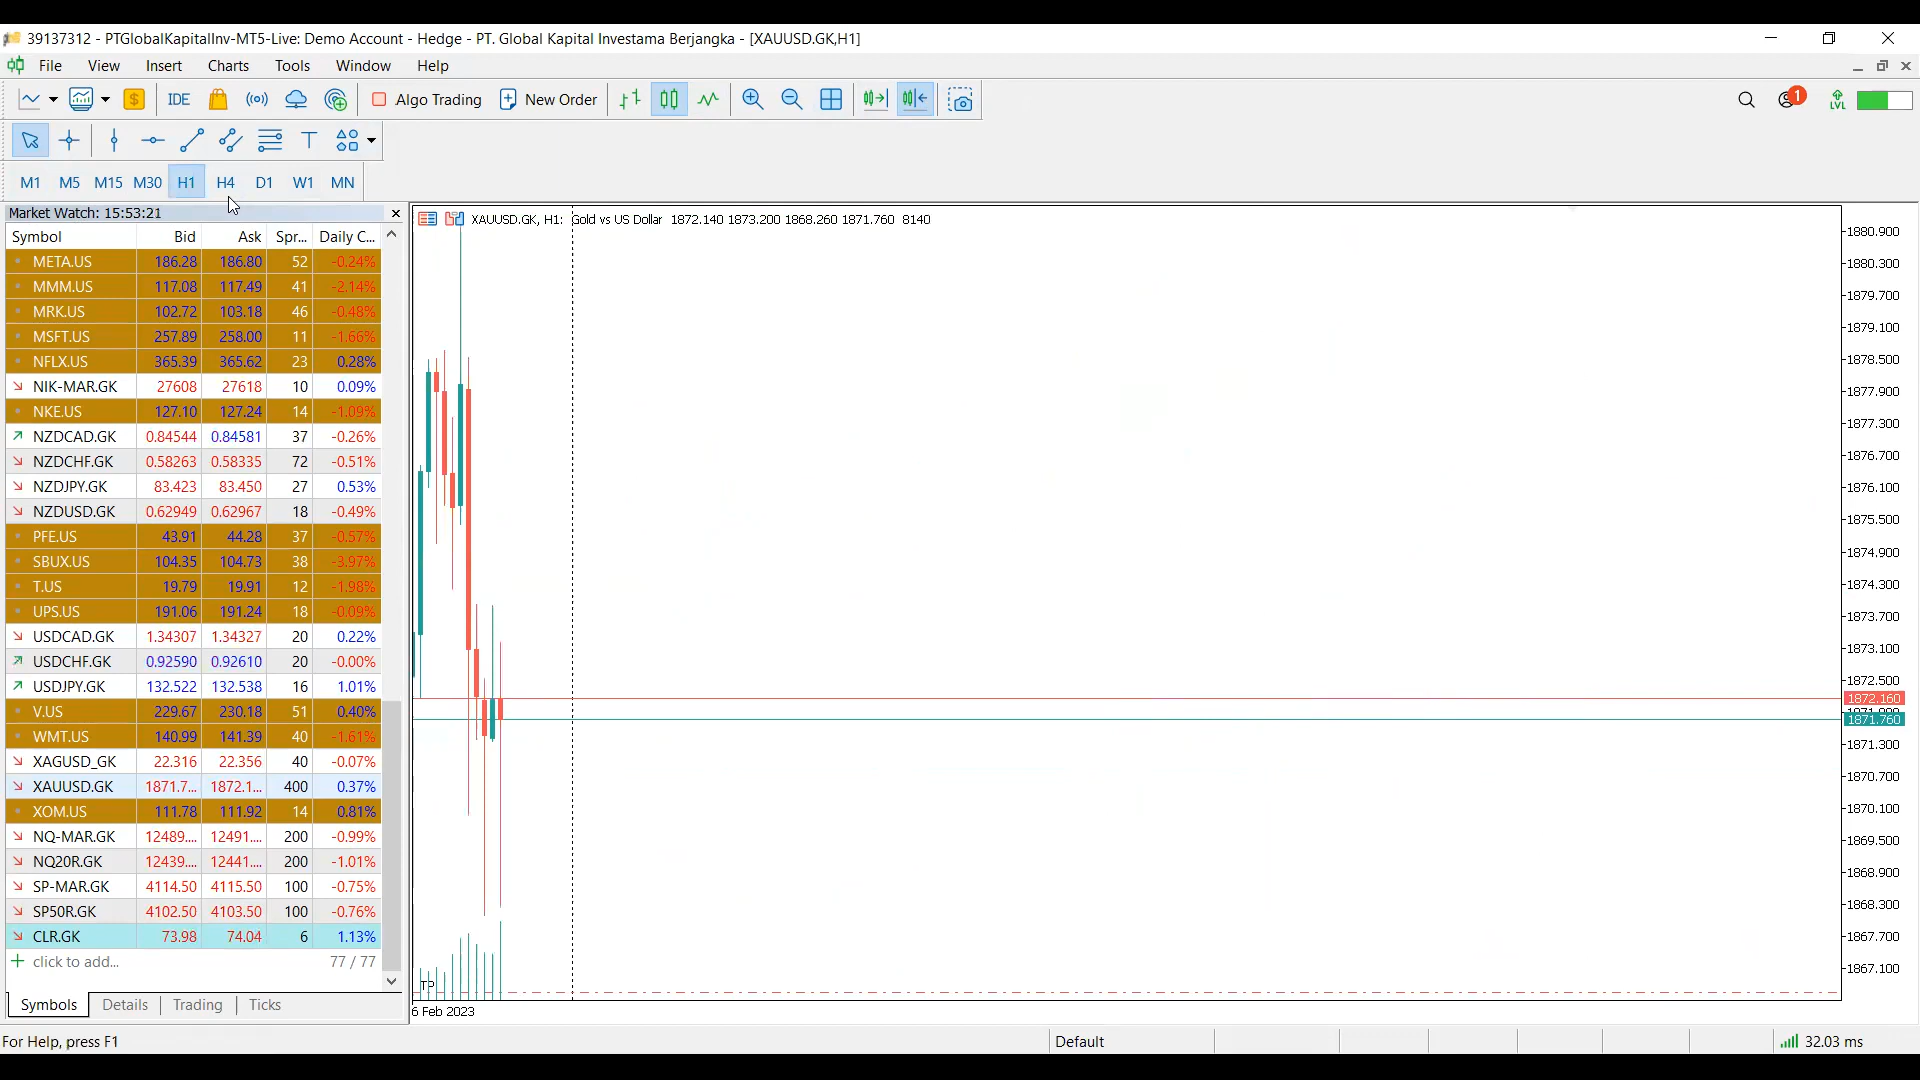 39137312 - PTGlobalKapitalInv-MT5-Live: Demo Account - Hedge - PT. Global Kapital Investama Berjangka - [XAUUSD.GK,H1]
File View Insert Charts Tools Window Help
IDE Algo Trading New Order 1 LVL
M1 M5 M15 M30 H1 H4 D1 W1 MN
Market Watch: 15:53:21
Symbol Bid Ask Spr... Daily C...
META.US 186.28 186.80 52 -0.24%
MMM.US 117.08 117.49 41 -2.14%
MRK.US 102.72 103.18 46 -0.48%
MSFT.US 257.89 258.00 11 -1.66%
NFLX.US 365.39 365.62 23 0.28%
NIK-MAR.GK 27608 27618 10 0.09%
NKE.US 127.10 127.24 14 -1.09%
NZDCAD.GK 0.84544 0.84581 37 -0.26%
NZDCHF.GK 0.58263 0.58335 72 -0.51%
NZDJPY.GK 83.423 83.450 27 0.53%
NZDUSD.GK 0.62949 0.62967 18 -0.49%
PFE.US 43.91 44.28 37 -0.57%
SBUX.US 104.35 104.73 38 -3.97%
T.US 19.79 19.91 12 -1.98%
UPS.US 191.06 191.24 18 -0.09%
USDCAD.GK 1.34307 1.34327 20 0.22%
USDCHF.GK 0.92590 0.92610 20 -0.00%
USDJPY.GK 132.522 132.538 16 1.01%
V.US 229.67 230.18 51 0.40%
WMT.US 140.99 141.39 40 -1.61%
XAGUSD_GK 22.316 22.356 40 -0.07%
XAUUSD.GK 1871.7... 1872.1... 400 0.37%
XOM.US 111.78 111.92 14 0.81%
NQ-MAR.GK 12489.... 12491.... 200 -0.99%
NQ20R.GK 12439.... 12441.... 200 -1.01%
SP-MAR.GK 4114.50 4115.50 100 -0.75%
SP50R.GK 4102.50 4103.50 100 -0.76%
CLR.GK 73.98 74.04 6 1.13%
click to add... 77 / 77
Symbols Details Trading Ticks
XAUUSD.GK, H1: Gold vs US Dollar 1872.140 1873.200 1868.260 1871.760 8140
1880.900
1880.300
1879.700
1879.100
1878.500
1877.900
1877.300
1876.700
1876.100
1875.500
1874.900
1874.300
1873.700
1873.100
1872.500
1872.160
1871.760
1871.300
1870.700
1870.100
1869.500
1868.900
1868.300
1867.700
1867.100
TP
6 Feb 2023
For Help, press F1 Default 32.03 ms